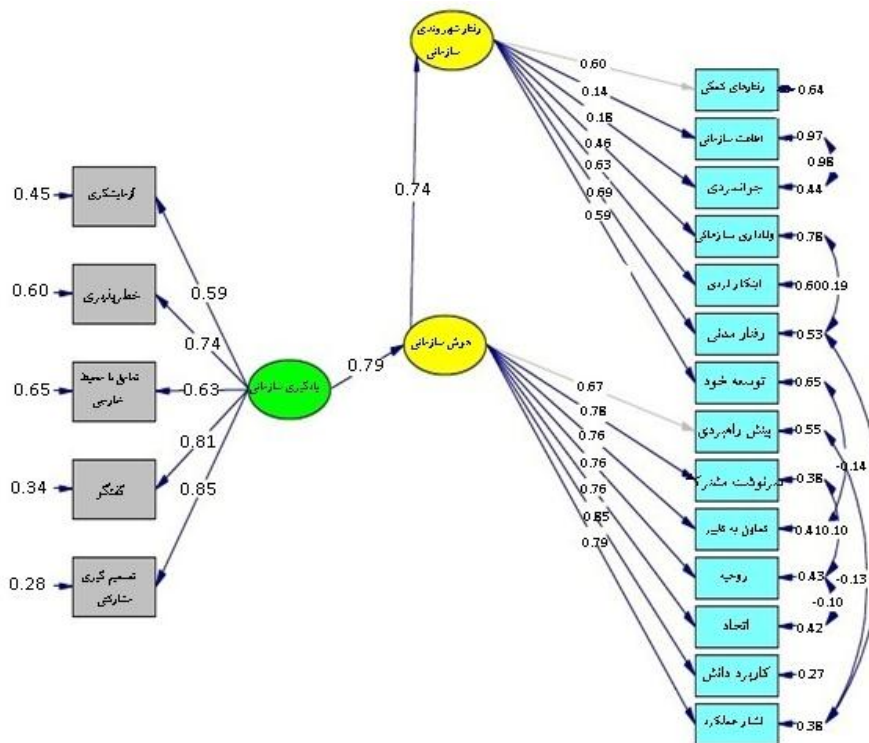 رفتار شهروندی
سازمانی
0.60
0.14
0.18
0.46
0.63
0.69
0.59
رفتارهای کمکی
0.64
اطاعت سازمانی
0.97
0.98
جوانمردی
0.44
وفاداری سازمانی
0.78
ابتکار فردی
0.60
0.19
رفتار مدنی
0.53
توسعه خود
0.65
0.74
هوش سازمانی
0.67
0.78
0.76
0.76
0.76
0.85
0.79
بینش راهبردی
0.55
-0.14
سرنوشت مشترک
0.38
تمایل به تغییر
0.41
0.10
روحیه
0.43
-0.13
-0.10
اتحاد
0.42
کاربرد دانش
0.27
فشار عملکرد
0.38
0.45
آزمایشگری
0.59
0.60
خطرپذیری
0.74
0.65
تعامل با محیط
خارجی
0.63
یادگیری سازمانی
0.79
0.34
گفتگو
0.81
0.28
تصمیم گیری
مشارکتی
0.85